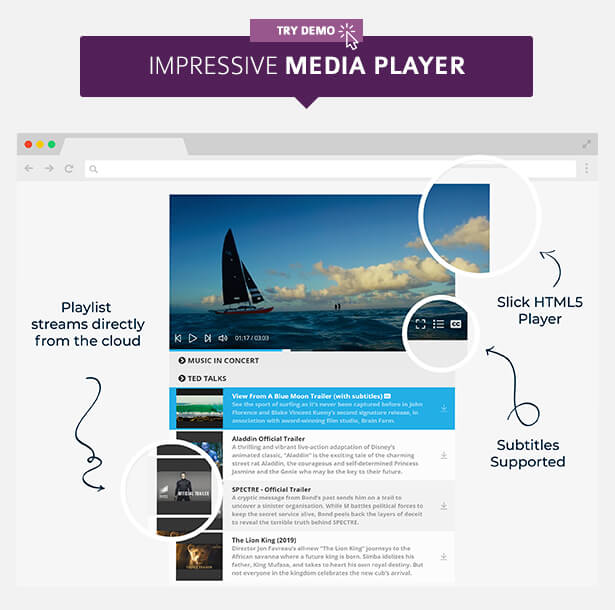 TRY DEMO
IMPRESSIVE MEDIA PLAYER
Playlist
streams directly
from the cloud
Slick HTML5
Player
Subtitles
Supported
01:17 / 03:03
CC
MUSIC IN CONCERT
TED TALKS
View From A Blue Moon Trailer (with subtitles) CC
See the sport of surfing as it's never been captured before in John
Florence and Blake Vincent Kueny's second signature release, in
association with award-winning film studio, Brain Farm.
Aladdin Official Trailer
A thrilling and vibrant live-action adaptation of Disney's
animated classic, "Aladdin" is the exciting tale of the charming
street rat Aladdin, the courageous and self-determined Princess
Jasmine and the Genie who may be the key to their future.
OFFICIAL TRAILER
SPECTRE - Official Trailer
A cryptic message from Bond's past sends him on a trail to
uncover a sinister organisation. While M battles political forces to
keep the secret service alive, Bond peels back the layers of deceit
to reveal the terrible truth behind SPECTRE.
The Lion King (2019)
Director Jon Favreau's all-new "The Lion King" journeys to the
African savanna where a future king is born. Simba idolizes his
father, King Mufasa, and takes to heart his own royal destiny. But
not everyone in the kingdom celebrates the new cub's arrival.